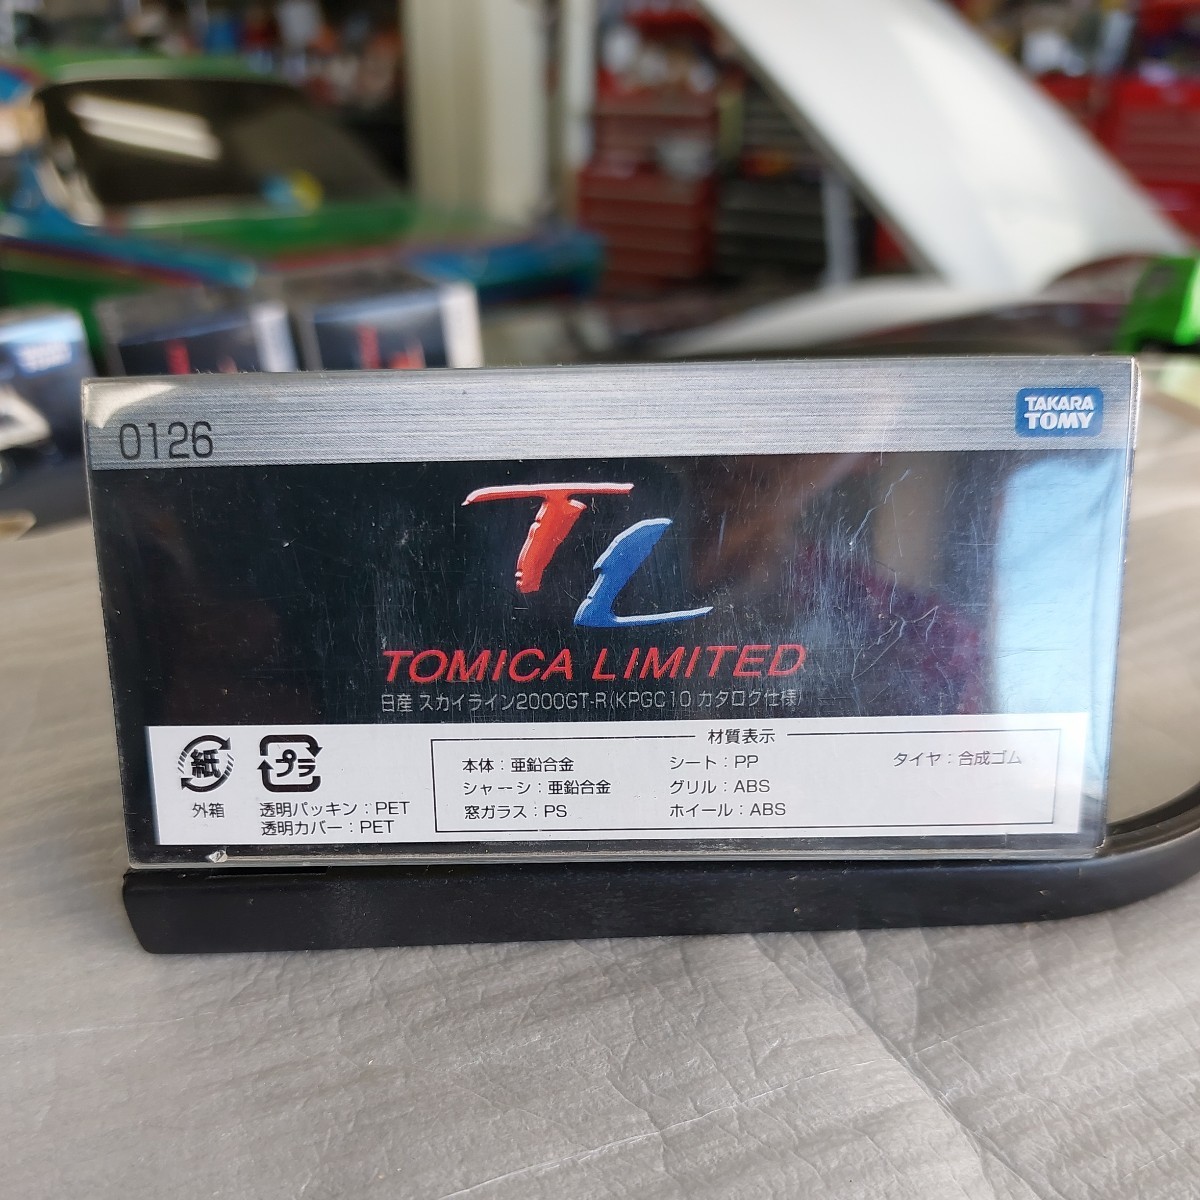 0126
TAKARA
TOMY
TL
TOMICA LIMITED
日産 スカイライン2000GT-R(KPGC10 カタログ仕様)
材質表示
紙
外箱
プラ
透明パッキン:PET
透明カバー:PET
本体:亜鉛合金
シャーシ:亜鉛合金
窓ガラス:PS
シート:PP
グリル:ABS
ホイール:ABS
タイヤ:合成ゴム